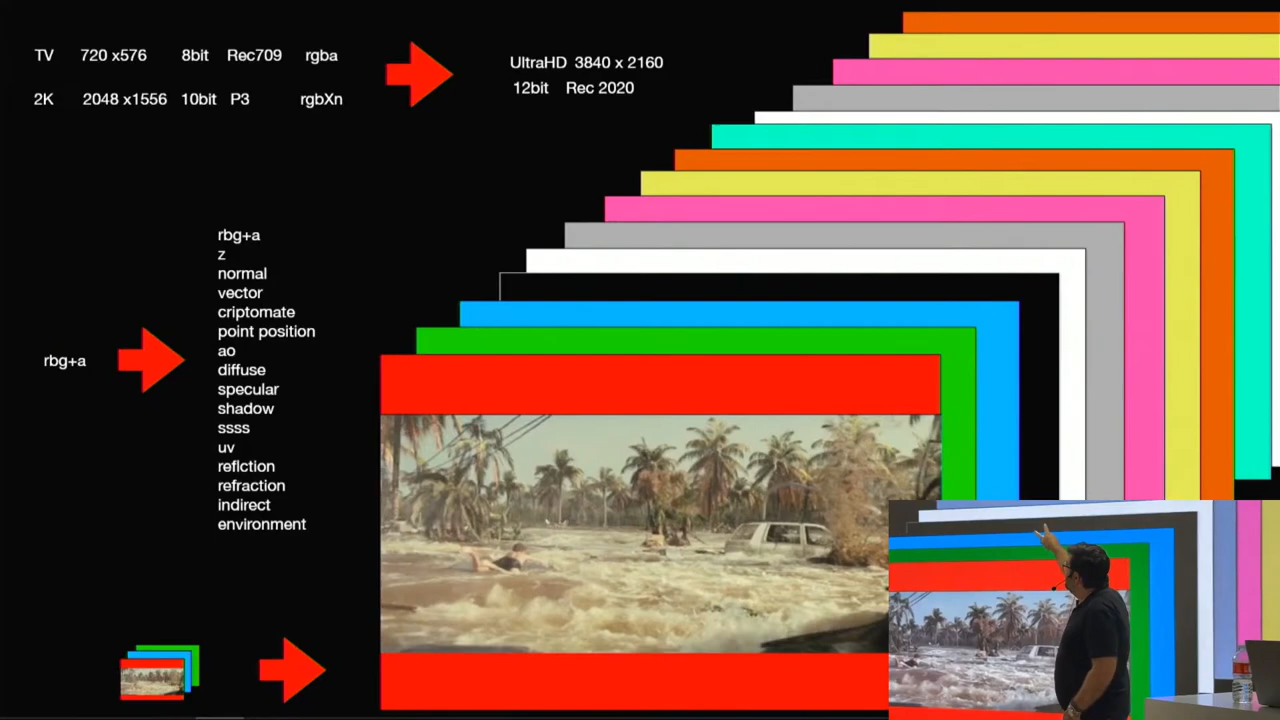 TV 720 x576 8bit Rec709 rgba
2K 2048 x1556 10bit P3 rgbXn
UltraHD 3840 x 2160
12bit Rec 2020
rbg+a
rbg+a
z
normal
vector
criptomate
point position
ao
diffuse
specular
shadow
ssss
uv
reflction
refraction
indirect
environment